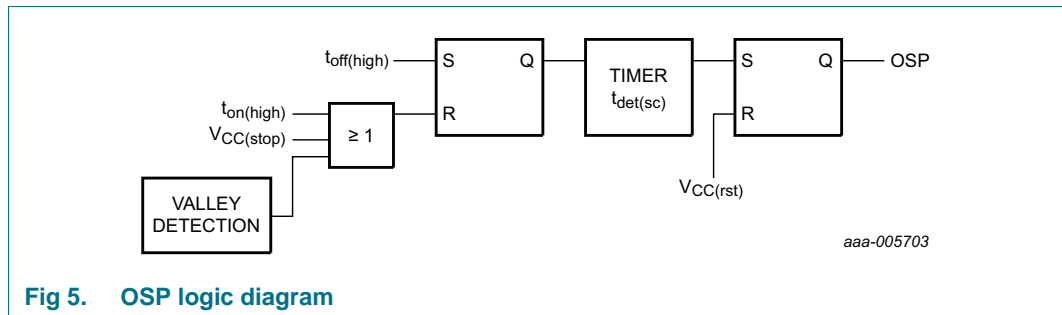 toff(high)
S
Q
TIMER
tdet(sc)
S
Q
OSP
ton(high)
VCC(stop)
≥ 1
R
R
VCC(rst)
VALLEY
DETECTION
aaa-005703
Fig 5. OSP logic diagram